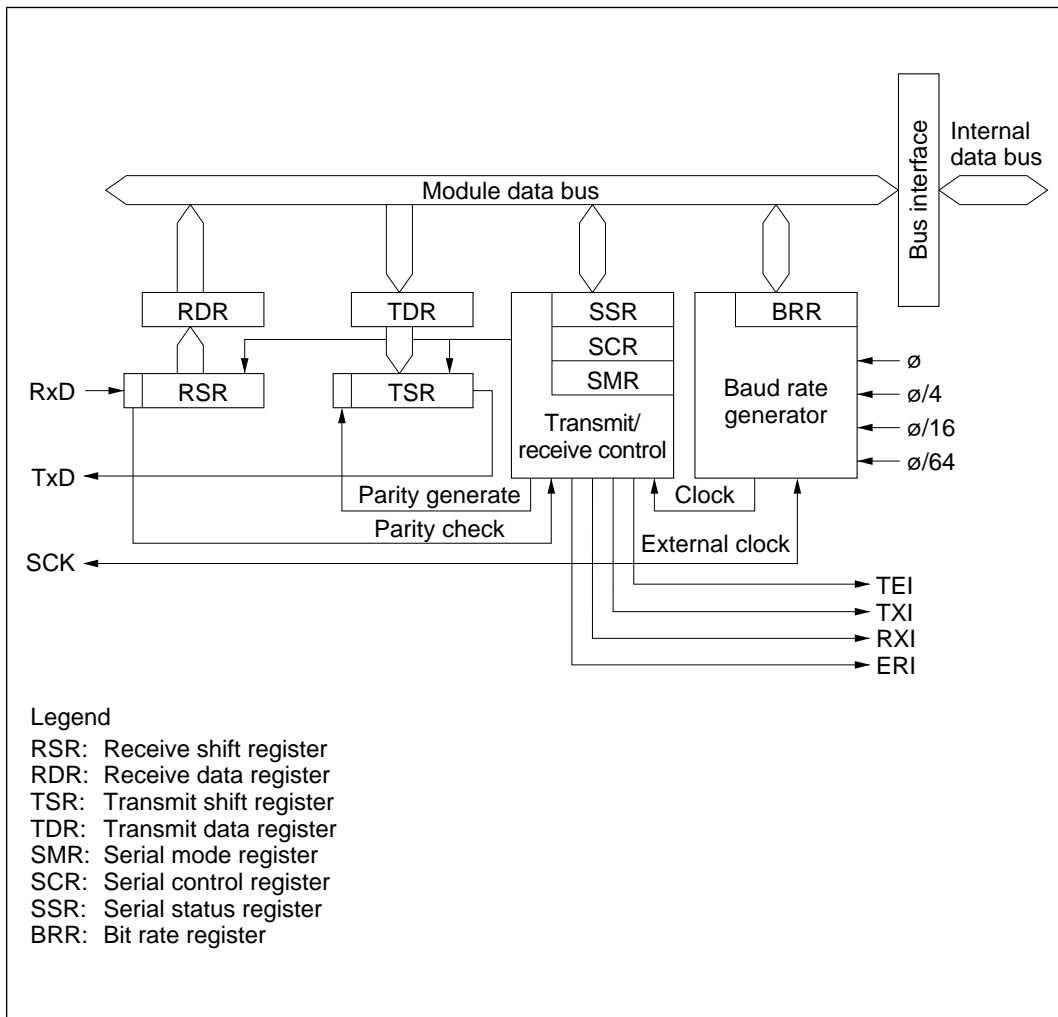 Internal
data bus
Bus interface
Module data bus
RDR
TDR
SSR
BRR
SCR
RxD
RSR
TSR
SMR
Baud rate
generator
ø
ø/4
ø/16
ø/64
Transmit/
receive control
TxD
Parity generate
Clock
Parity check
External clock
SCK
TEI
TXI
RXI
ERI
Legend
RSR: Receive shift register
RDR: Receive data register
TSR: Transmit shift register
TDR: Transmit data register
SMR: Serial mode register
SCR: Serial control register
SSR: Serial status register
BRR: Bit rate register